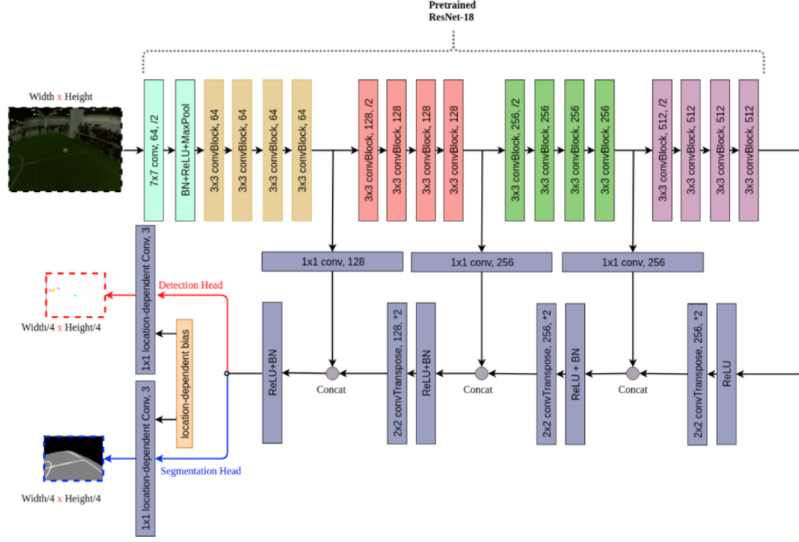 Pretrained
ResNet-18
Width x Height
7x7 conv, 64, /2
BN+ReLU+MaxPool
3x3 convBlock, 64
3x3 convBlock, 64
3x3 convBlock, 64
3x3 convBlock, 64
3x3 convBlock, 128, /2
3x3 convBlock, 128
3x3 convBlock, 128
3x3 convBlock, 128
3x3 convBlock, 256, /2
3x3 convBlock, 256
3x3 convBlock, 256
3x3 convBlock, 256
3x3 convBlock, 512, /2
3x3 convBlock, 512
3x3 convBlock, 512
3x3 convBlock, 512
1x1 conv, 128
1x1 conv, 256
1x1 conv, 256
1x1 location-dependent Conv, 3
Detection Head
Width/4 x Height/4
location-dependent bias
ReLU+BN
Concat
2x2 convTranspose, 128, *2
ReLU+BN
Concat
2x2 convTranspose, 256, *2
ReLU + BN
Concat
2x2 convTranspose, 256, *2
ReLU
1x1 location-dependent Conv, 3
Segmentation Head
Width/4 x Height/4